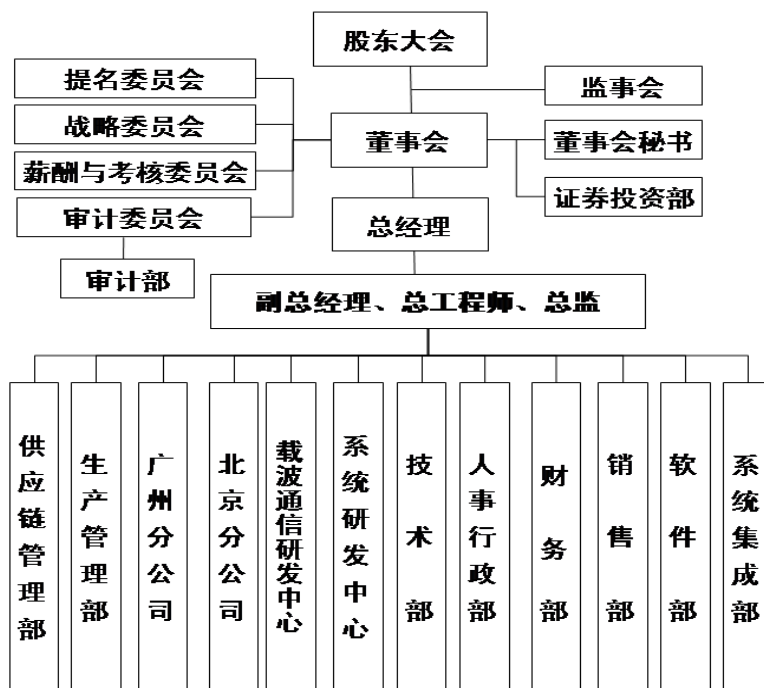 股东大会
提名委员会
监事会
战略委员会
董事会
董事会秘书
薪酬与考核委员会
证券投资部
审计委员会
总经理
审计部
副总经理、总工程师、总监
供应链管理部
生产管理部
广州分公司
北京分公司
载波通信研发中心
系统研发中心
技术部
人事行政部
财务部
销售部
软件部
系统集成部